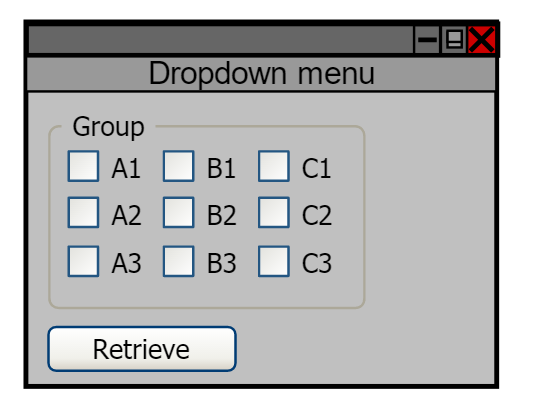 Dropdown menu
Group
A1 B1 C1
A2 B2 C2
A3 B3 C3
Retrieve